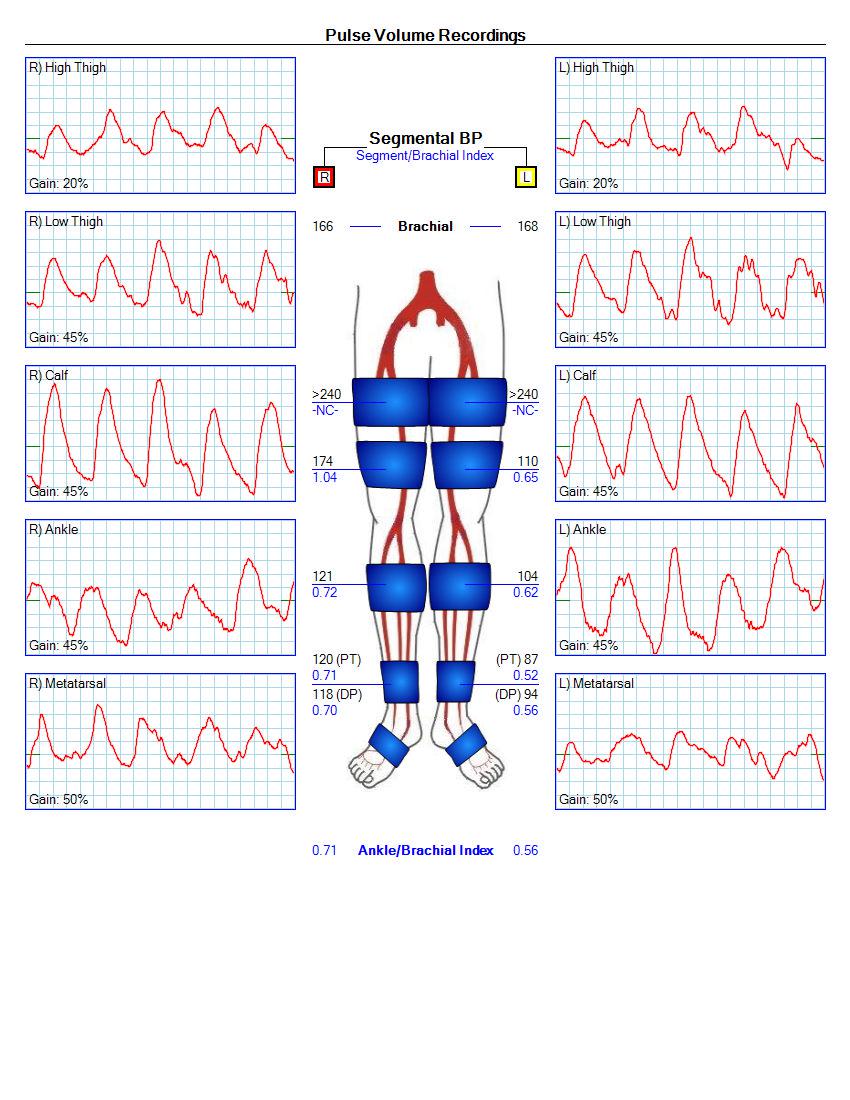 Pulse Volume Recordings
R) High Thigh
Gain: 20%
L) High Thigh
Gain: 20%
Segmental BP
Segment/Brachial Index
R
L
166 Brachial 168
R) Low Thigh
Gain: 45%
L) Low Thigh
Gain: 45%
>240 >240
-NC- -NC-
R) Calf
Gain: 45%
L) Calf
Gain: 45%
174 110
1.04 0.65
R) Ankle
Gain: 45%
L) Ankle
Gain: 45%
121 104
0.72 0.62
120 (PT) (PT) 87
0.71 0.52
118 (DP) (DP) 94
0.70 0.56
R) Metatarsal
Gain: 50%
L) Metatarsal
Gain: 50%
0.71 Ankle/Brachial Index 0.56